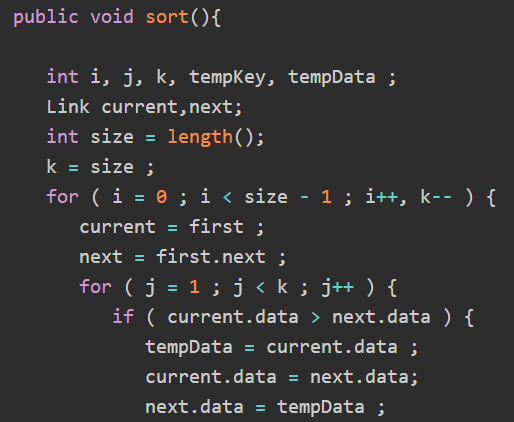 public void sort(){
int i, j, k, tempKey, tempData ;
Link current,next;
int size = length();
k = size ;
for ( i = 0 ; i < size - 1 ; i++, k-- ) {
current = first ;
next = first.next ;
for ( j = 1 ; j < k ; j++ ) {
if ( current.data > next.data ) {
tempData = current.data ;
current.data = next.data;
next.data = tempData ;